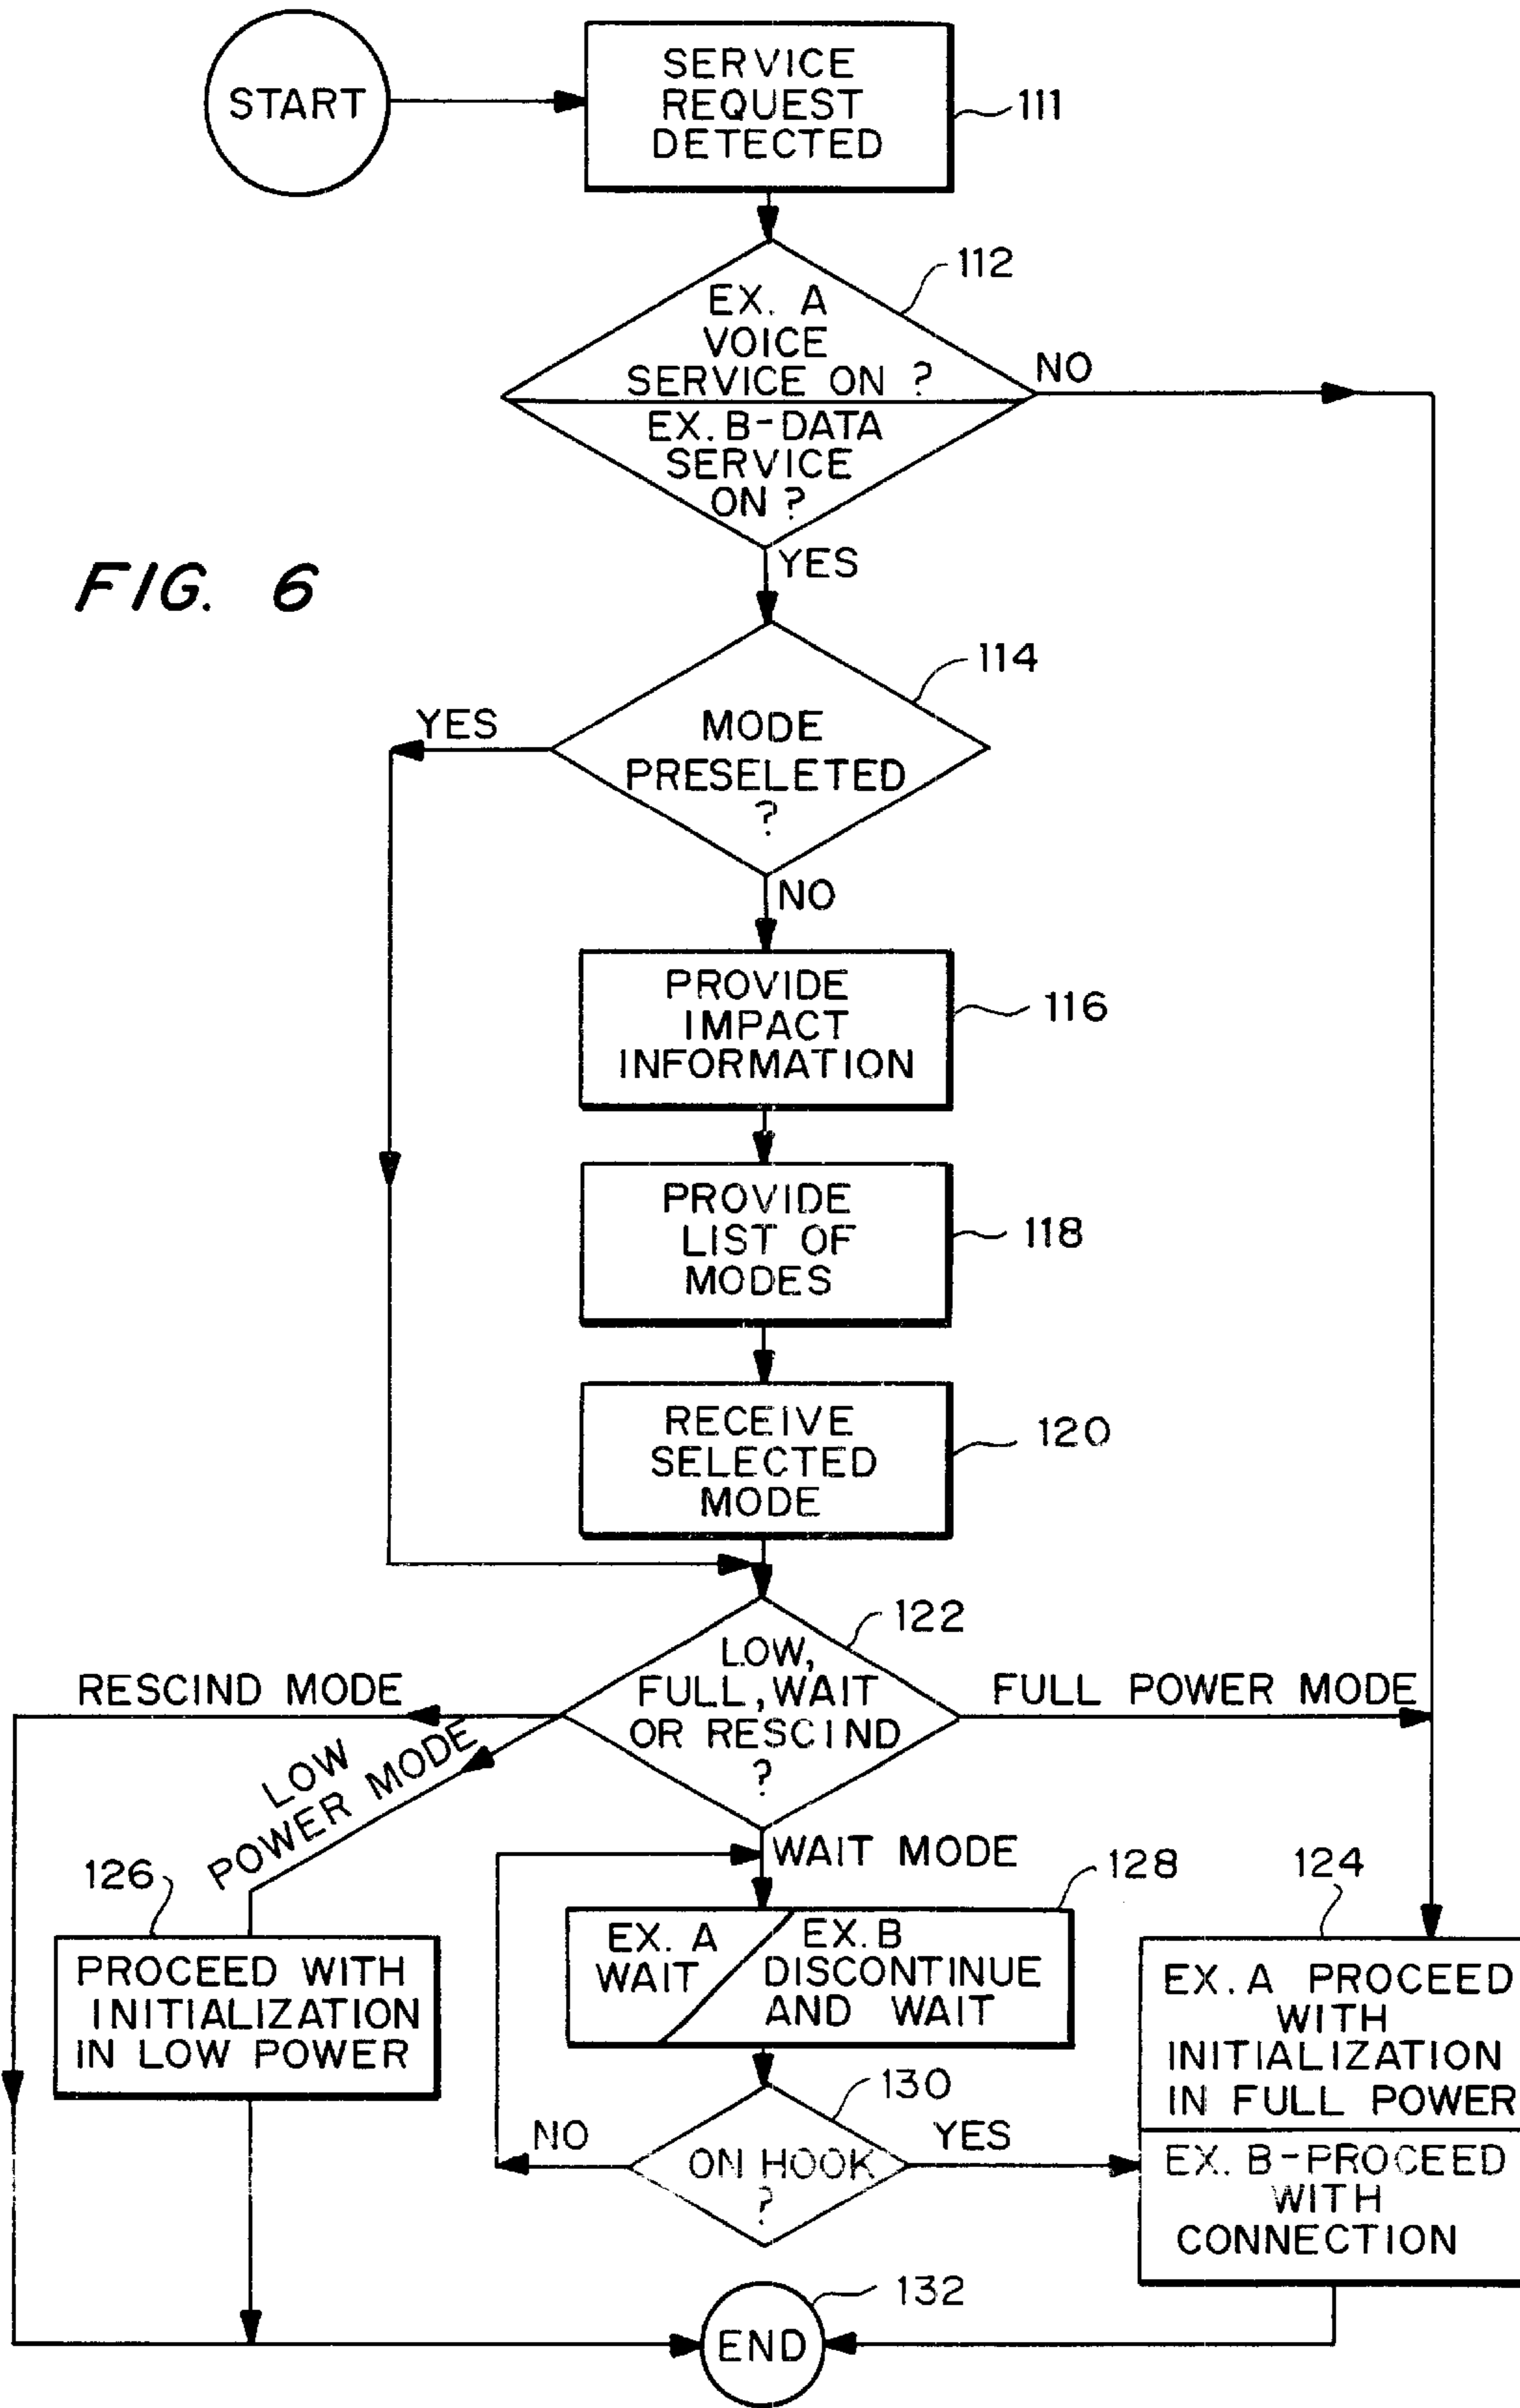 START
SERVICE
REQUEST
DETECTED
111
112
EX. A
VOICE
SERVICE ON ?
NO
EX. B-DATA
SERVICE
ON ?
YES
FIG. 6
114
YES
MODE
PRESELETED
?
NO
PROVIDE
IMPACT
INFORMATION
116
PROVIDE
LIST OF
MODES
118
RECEIVE
SELECTED
MODE
120
122
LOW,
FULL, WAIT
OR RESCIND
?
RESCIND MODE
FULL POWER MODE
LOW
POWER MODE
WAIT MODE
126
128
124
PROCEED WITH
INITIALIZATION
IN LOW POWER
EX. A
WAIT
EX. B
DISCONTINUE
AND WAIT
EX. A PROCEED
WITH
INITIALIZATION
IN FULL POWER
130
NO
ON HOOK
?
YES
EX. B-PROCEED
WITH
CONNECTION
132
END